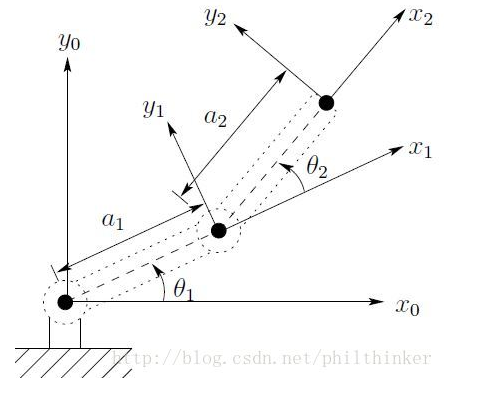 y₂
x₂
y₀
a₂
y₁
x₁
θ₂
a₁
θ₁
x₀
http://blog.csdn.net/philthinker